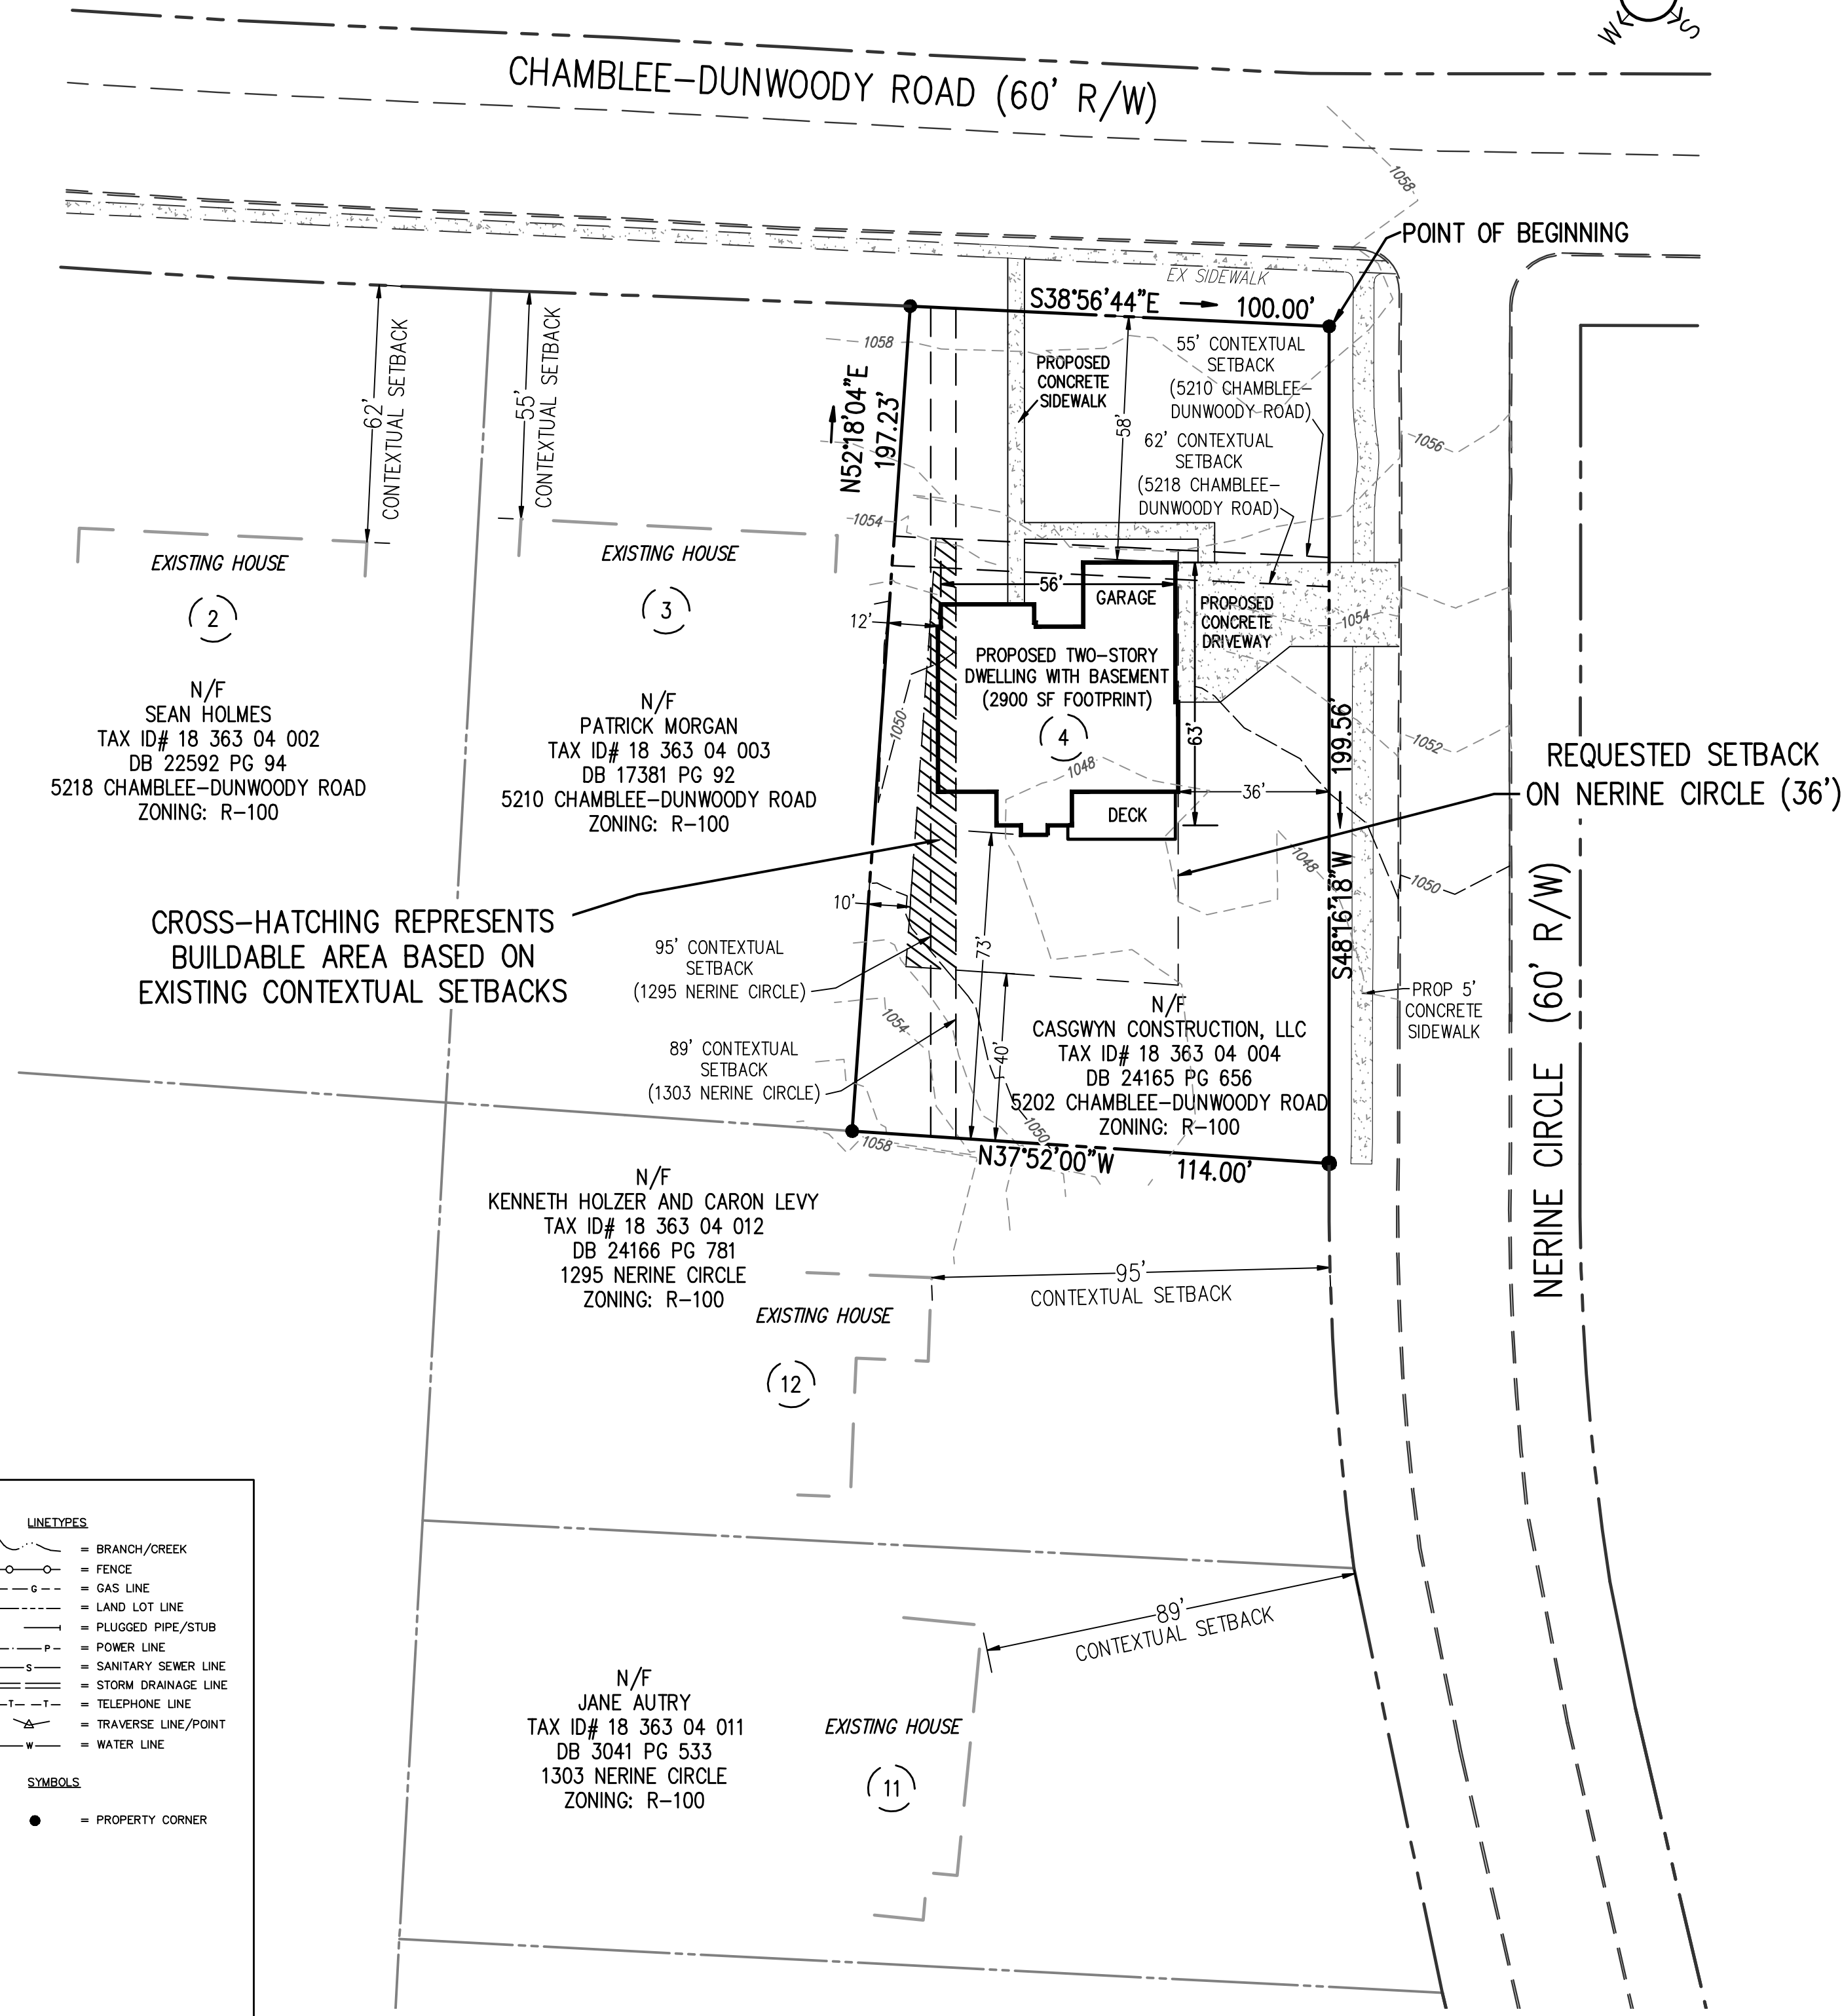 W
S
CHAMBLEE-DUNWOODY ROAD (60' R/W)
1058
POINT OF BEGINNING
EX SIDEWALK
S38°56'44"E
100.00'
62'
CONTEXTUAL SETBACK
55'
CONTEXTUAL SETBACK
N52°18'04"E
197.23'
1058
PROPOSED
CONCRETE
SIDEWALK
58'
55' CONTEXTUAL
SETBACK
(5210 CHAMBLEE-
DUNWOODY ROAD)
62' CONTEXTUAL
SETBACK
(5218 CHAMBLEE-
DUNWOODY ROAD)
1056
1054
EXISTING HOUSE
2
EXISTING HOUSE
3
12'
56'
GARAGE
PROPOSED
CONCRETE
DRIVEWAY
1054
PROPOSED TWO-STORY
DWELLING WITH BASEMENT
(2900 SF FOOTPRINT)
4
63'
1050
1048
DECK
36'
199.56'
S48°16'18"W
1052
1048
1050
REQUESTED SETBACK
ON NERINE CIRCLE (36')
N/F
SEAN HOLMES
TAX ID# 18 363 04 002
DB 22592 PG 94
5218 CHAMBLEE-DUNWOODY ROAD
ZONING: R-100
N/F
PATRICK MORGAN
TAX ID# 18 363 04 003
DB 17381 PG 92
5210 CHAMBLEE-DUNWOODY ROAD
ZONING: R-100
CROSS-HATCHING REPRESENTS
BUILDABLE AREA BASED ON
EXISTING CONTEXTUAL SETBACKS
10'
73'
40'
95' CONTEXTUAL
SETBACK
(1295 NERINE CIRCLE)
1054
89' CONTEXTUAL
SETBACK
(1303 NERINE CIRCLE)
N/F
CASGWYN CONSTRUCTION, LLC
TAX ID# 18 363 04 004
DB 24165 PG 656
5202 CHAMBLEE-DUNWOODY ROAD
ZONING: R-100
PROP 5'
CONCRETE
SIDEWALK
NERINE CIRCLE (60' R/W)
1050
1058
N37°52'00"W
114.00'
N/F
KENNETH HOLZER AND CARON LEVY
TAX ID# 18 363 04 012
DB 24166 PG 781
1295 NERINE CIRCLE
ZONING: R-100
95'
CONTEXTUAL SETBACK
EXISTING HOUSE
12
89'
CONTEXTUAL SETBACK
N/F
JANE AUTRY
TAX ID# 18 363 04 011
DB 3041 PG 533
1303 NERINE CIRCLE
ZONING: R-100
EXISTING HOUSE
11
LINETYPES
= BRANCH/CREEK
= FENCE
G = GAS LINE
= LAND LOT LINE
= PLUGGED PIPE/STUB
P = POWER LINE
S = SANITARY SEWER LINE
= STORM DRAINAGE LINE
T T = TELEPHONE LINE
= TRAVERSE LINE/POINT
W = WATER LINE
SYMBOLS
= PROPERTY CORNER